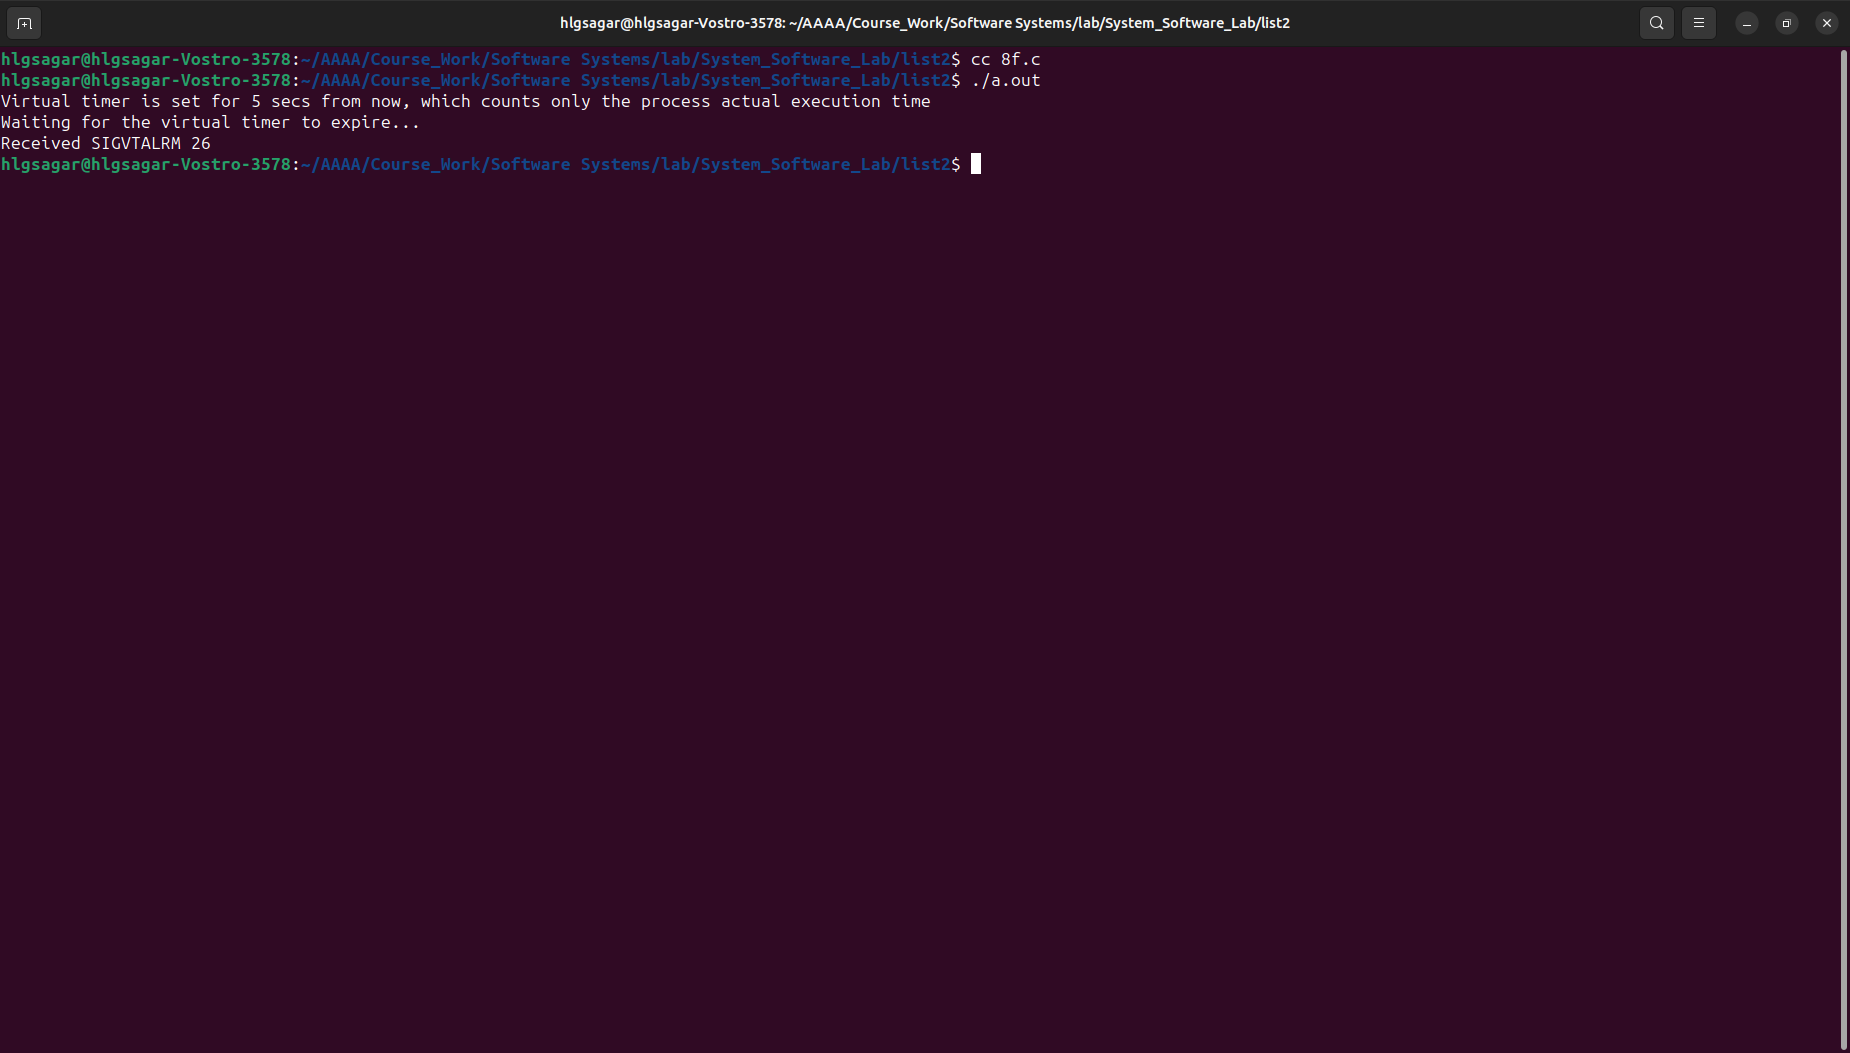 hlgsagar@hlgsagar-Vostro-3578: ~/AAAA/Course_Work/Software Systems/lab/System_Software_Lab/list2
hlgsagar@hlgsagar-Vostro-3578:~/AAAA/Course_Work/Software Systems/lab/System_Software_Lab/list2$ cc 8f.c
hlgsagar@hlgsagar-Vostro-3578:~/AAAA/Course_Work/Software Systems/lab/System_Software_Lab/list2$ ./a.out
Virtual timer is set for 5 secs from now, which counts only the process actual execution time
Waiting for the virtual timer to expire...
Received SIGVTALRM 26
hlgsagar@hlgsagar-Vostro-3578:~/AAAA/Course_Work/Software Systems/lab/System_Software_Lab/list2$